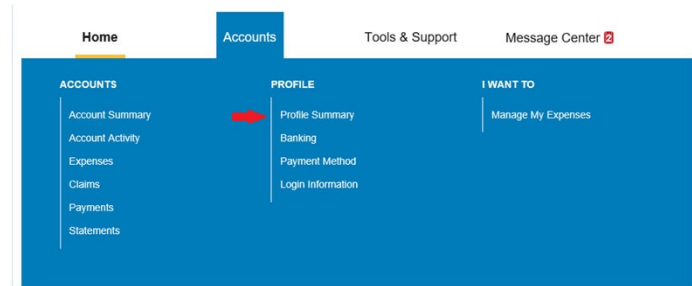 Home Accounts Tools & Support Message Center 2
ACCOUNTS
Account Summary
Account Activity
Expenses
Claims
Payments
Statements
PROFILE
Profile Summary
Banking
Payment Method
Login Information
I WANT TO
Manage My Expenses